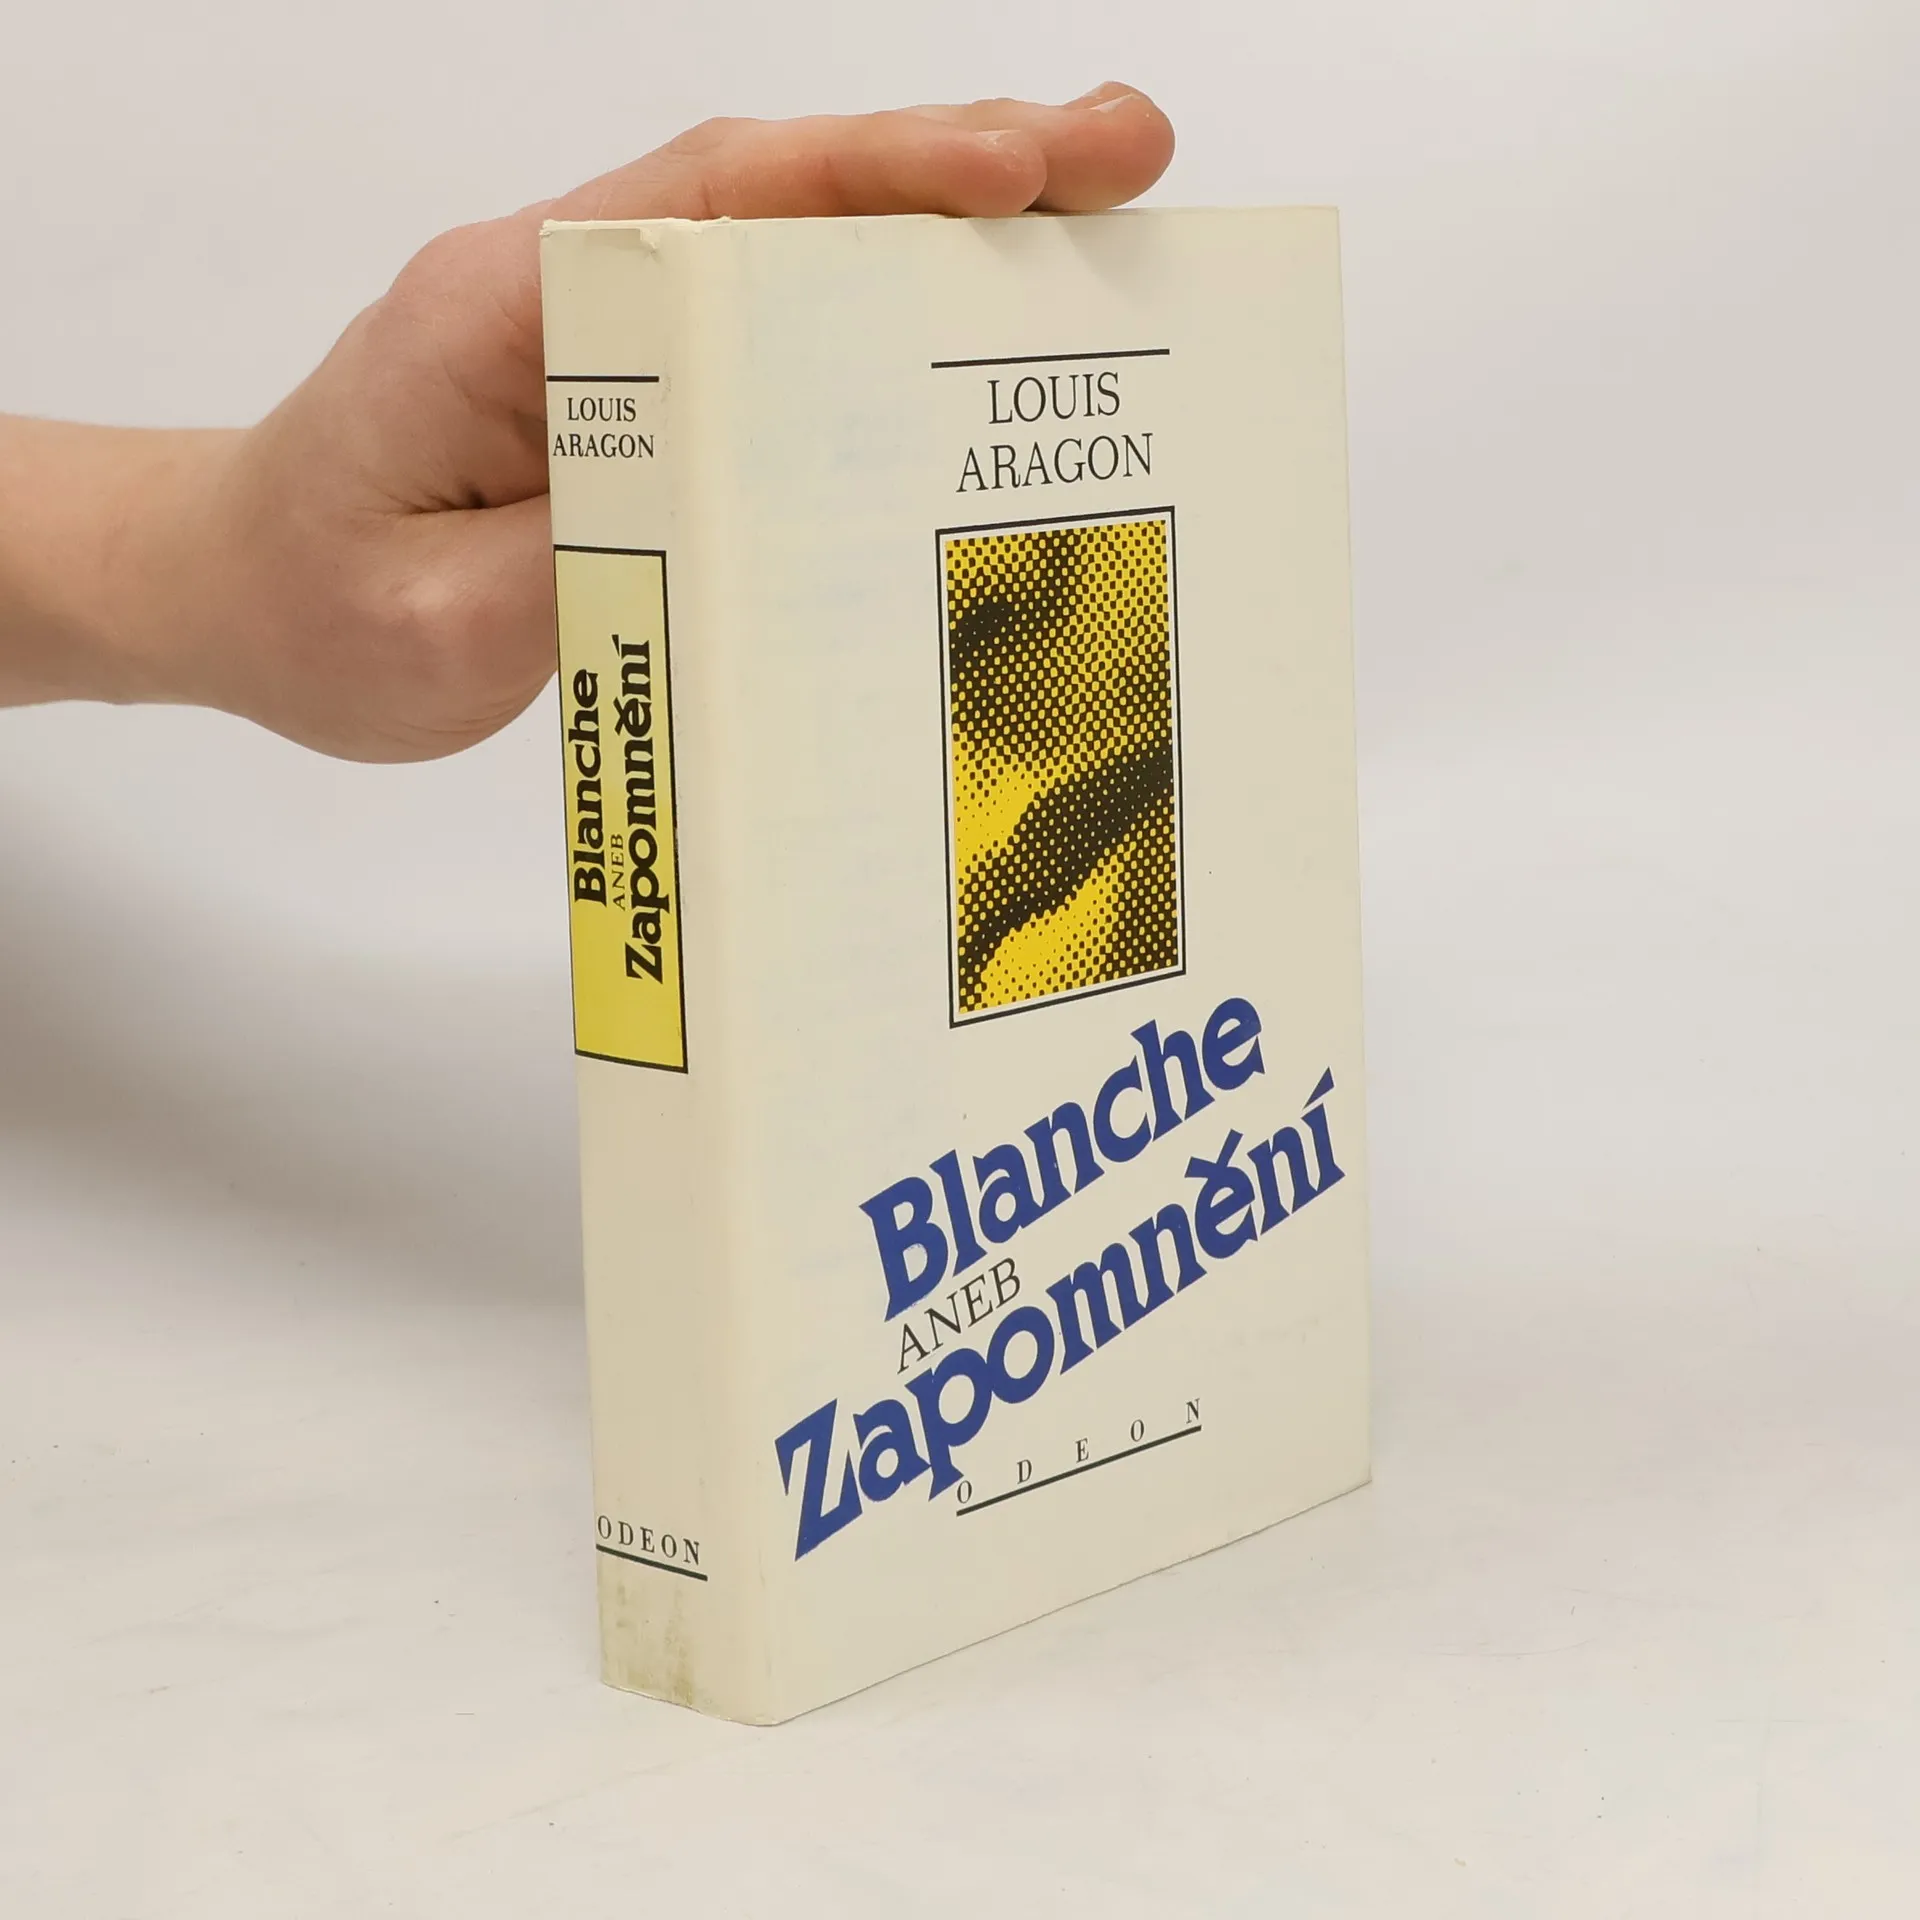 LOUIS
ARAGON
Blanche
ANEB
Zapomnění
ODEON
LOUIS
ARAGON
Blanche
ANEB
Zapomnění
ODEON